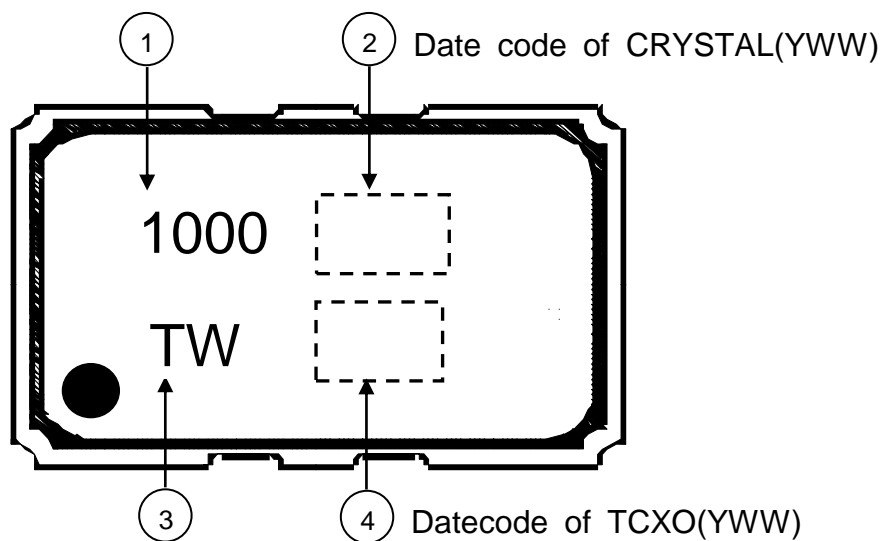 1
2 Date code of CRYSTAL(YWW)
1000
TW
3
4 Datecode of TCXO(YWW)